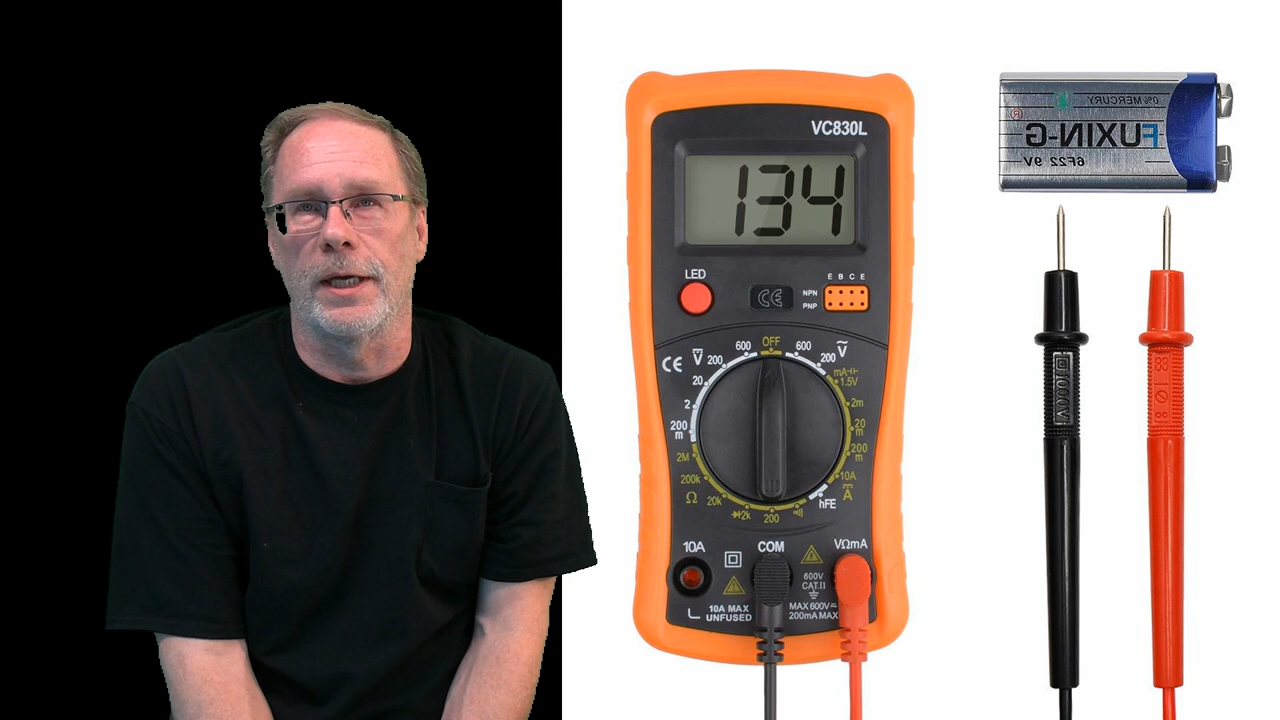 VC830L
134
LED
E B C E
CE
NPN
PNP
OFF
600
600
V
200
200
V
CE
mA
1.5V
20
2m
2
20
m
200
m
200
m
2M
10A
200k
A
Ω
20k
hFE
2k
200
10A
COM
VΩmA
600V
CAT.II
10A MAX
UNFUSED
MAX 600V
200mA MAX
0% MERCURY
FUXIN-G
®
6F22 9V
1000V